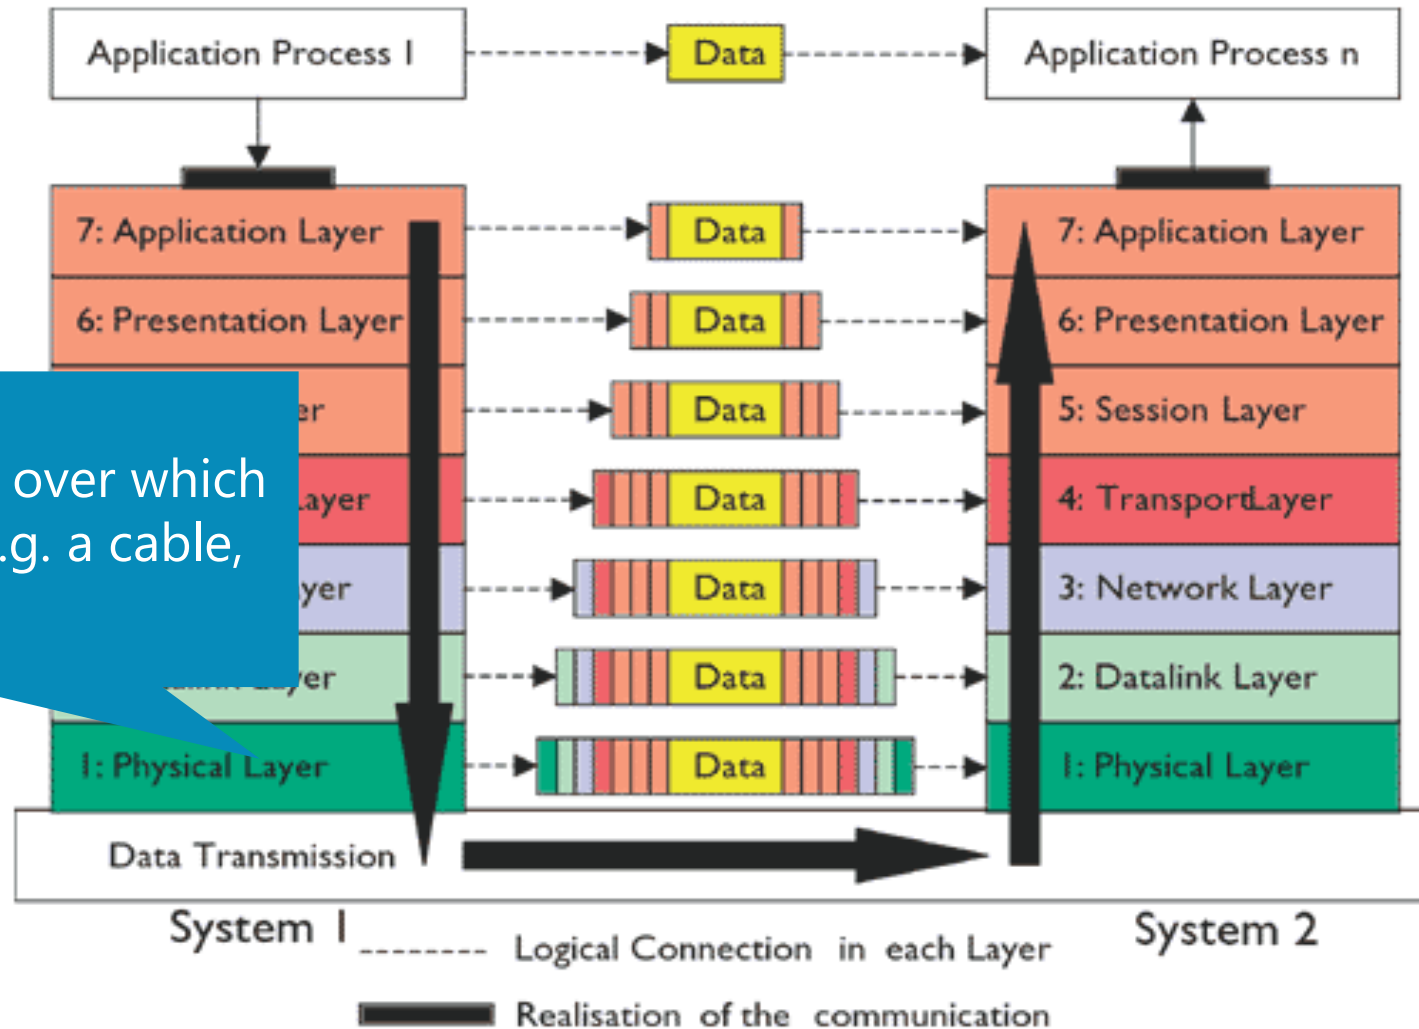 Application Process 1
Data
Application Process n
7: Application Layer
Data
7: Application Layer
6: Presentation Layer
Data
6: Presentation Layer
er
Data
5: Session Layer
over which
.g. a cable,
ayer
Data
4: TransportLayer
yer
Data
3: Network Layer
alink Layer
Data
2: Datalink Layer
1: Physical Layer
Data
1: Physical Layer
Data Transmission
System 1
System 2
Logical Connection in each Layer
Realisation of the communication